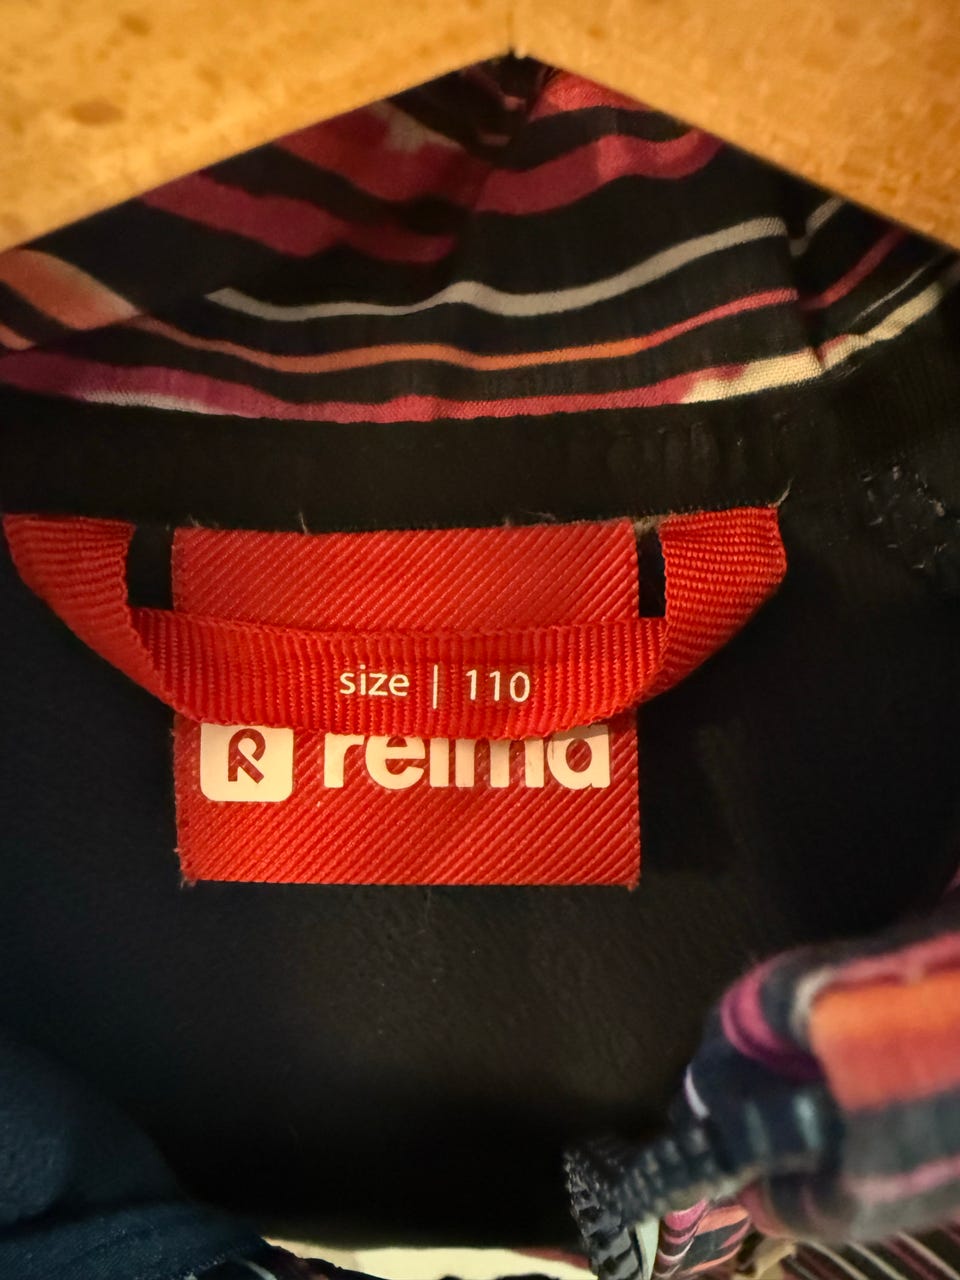 size | 110
reima